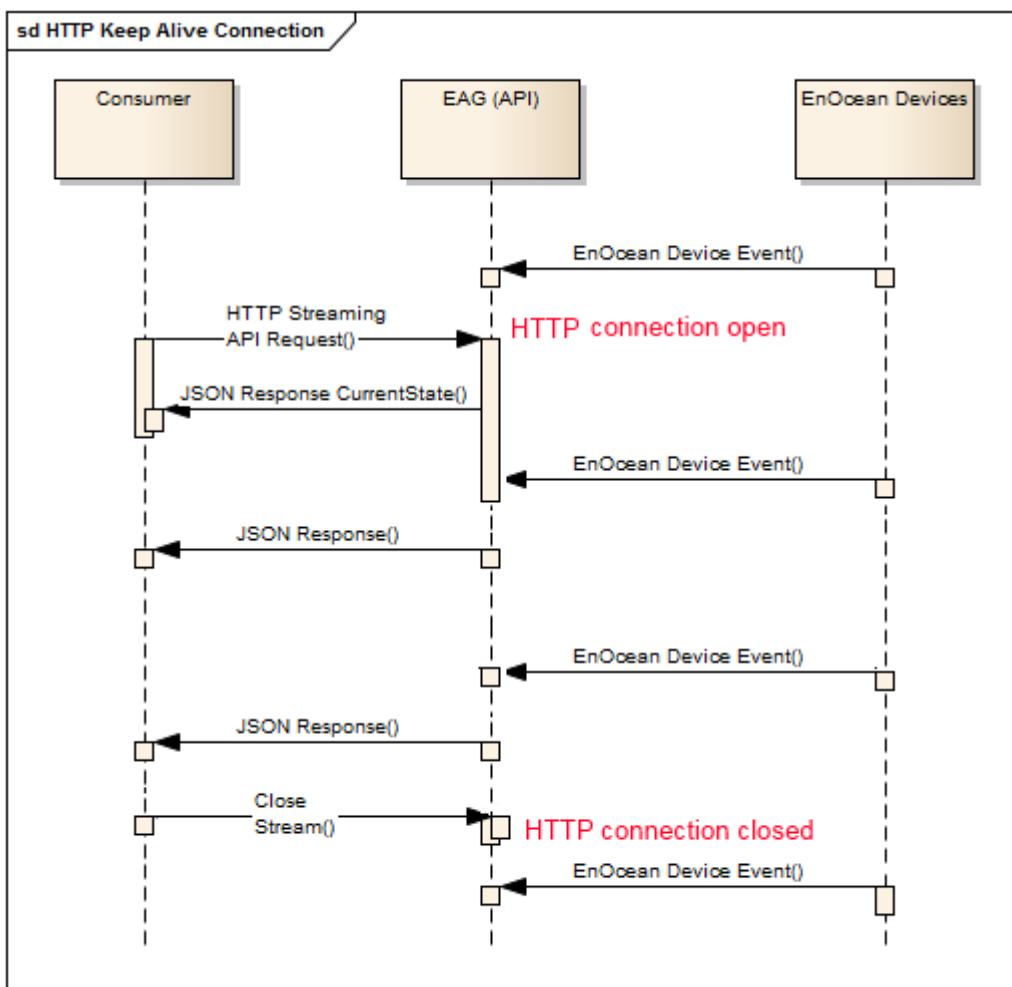 sd HTTP Keep Alive Connection
Consumer
EAG (API)
EnOcean Devices
EnOcean Device Event()
HTTP Streaming
API Request()
HTTP connection open
JSON Response CurrentState()
EnOcean Device Event()
JSON Response()
EnOcean Device Event()
JSON Response()
Close
Stream()
HTTP connection closed
EnOcean Device Event()